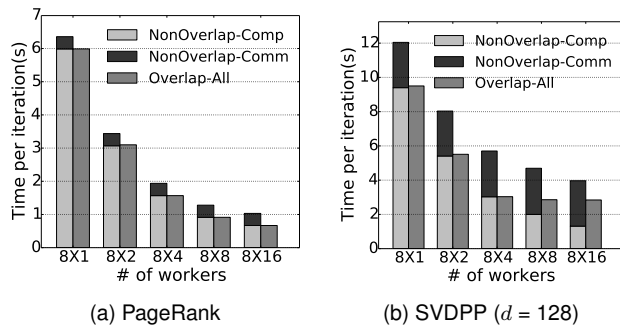 7
6
5
4
3
2
1
0
Time per iteration(s)
NonOverlap-Comp
NonOverlap-Comm
Overlap-All
8X1 8X2 8X4 8X8 8X16
# of workers
(a) PageRank
12
10
8
6
4
2
0
Time per iteration(s)
NonOverlap-Comp
NonOverlap-Comm
Overlap-All
8X1 8X2 8X4 8X8 8X16
# of workers
(b) SVDPP (d = 128)